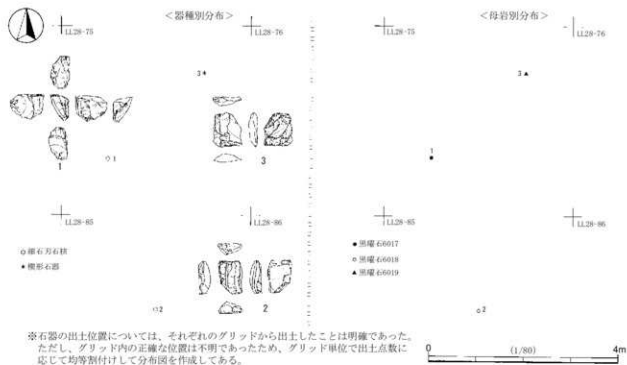 <器種別分布>
<母岩別分布>
LL28-75
LL28-76
LL28-75
LL28-76
3
3
1
1
3
1
LL28-85
LL28-86
LL28-85
LL28-86
細石刃石核
楔形石器
黒曜石6017
黒曜石6018
黒曜石6019
2
2
2
※石器の出土位置については、それぞれのグリッドから出土したことは明確であった。
ただし、グリッド内の正確な位置は不明であったため、グリッド単位で出土点数に
応じて均等割付けして分布図を作成してある。
0 (1/80) 4m